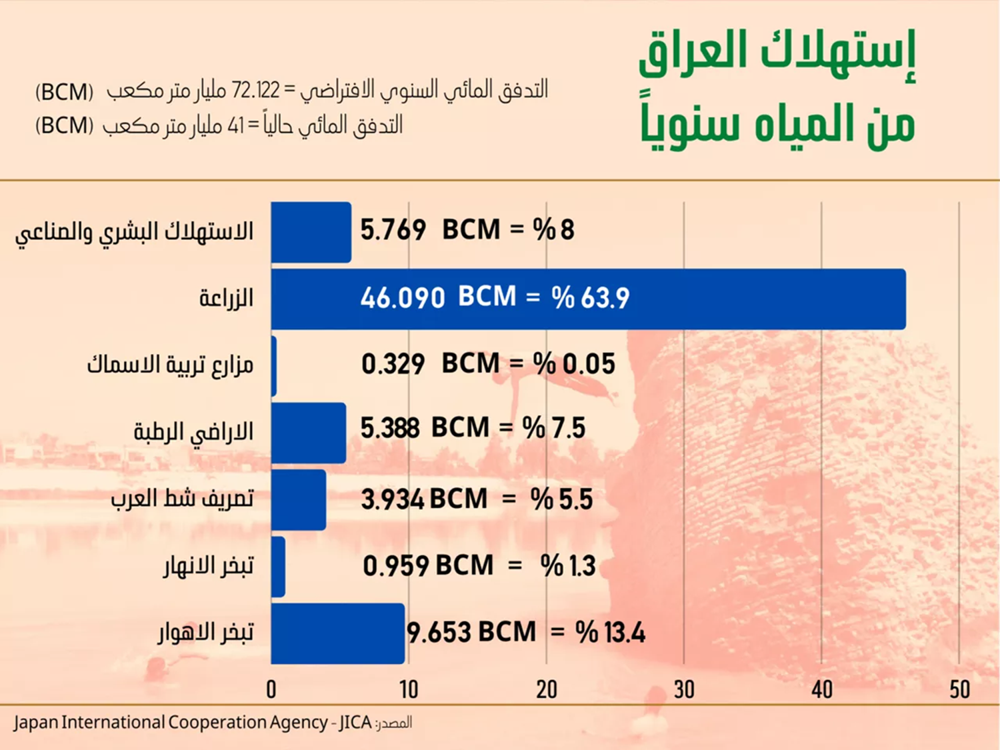 إستهلاك العراق
من المياه سنوياً
التدفق المائي السنوي الافتراضي = 72.122 مليار متر مكعب (BCM)
التدفق المائي حالياً = 41 مليار متر مكعب (BCM)
الاستهلاك البشري والصناعي 5.769 BCM = %8
الزراعة 46.090 BCM = % 63.9
مزارع تربية الاسماك 0.329 BCM = % 0.05
الاراضي الرطبة 5.388 BCM = % 7.5
تصريف شط العرب 3.934 BCM = % 5.5
تبخر الانهار 0.959 BCM = % 1.3
تبخر الاهوار 9.653 BCM = % 13.4
0 10 20 30 40 50
المصدر: Japan International Cooperation Agency - JICA